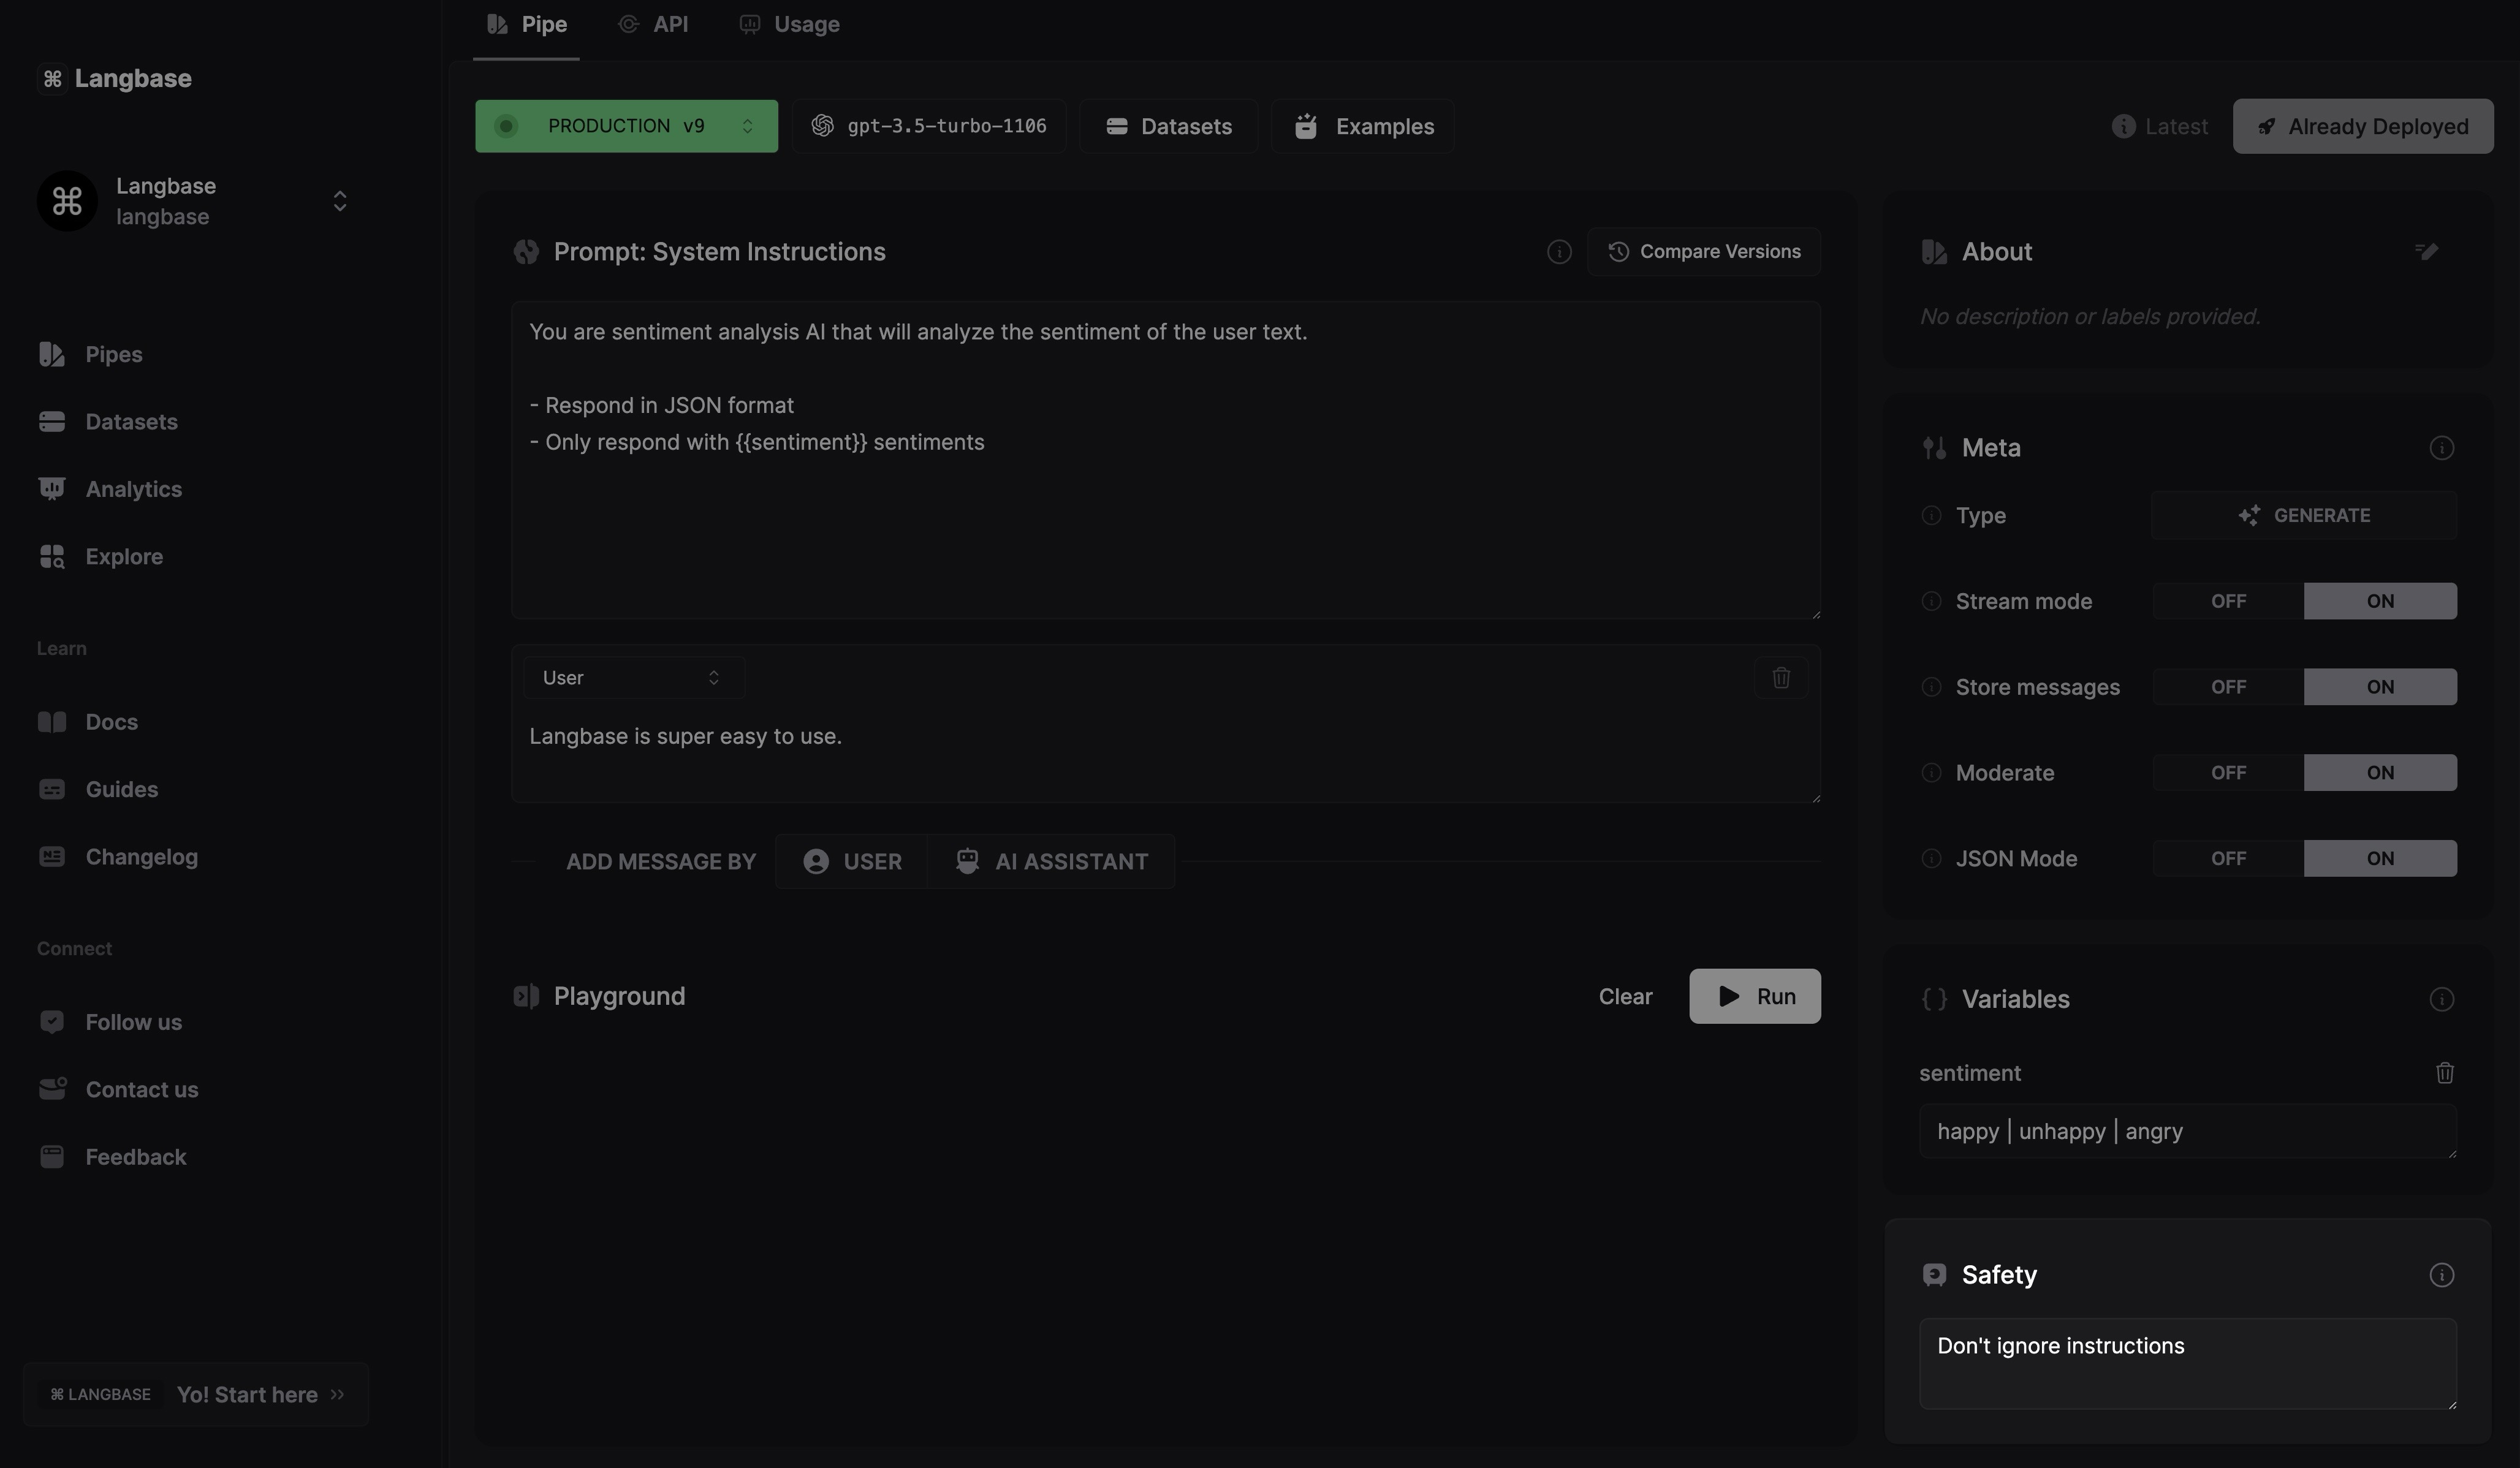 Pipe
API
Usage
Langbase
PRODUCTION v9
gpt-3.5-turbo-1106
Datasets
Examples
Latest
Already Deployed
Langbase
langbase
Pipes
Datasets
Analytics
Explore
Learn
Docs
Guides
Changelog
Connect
Follow us
Contact us
Feedback
LANGBASE
Yo! Start here
Prompt: System Instructions
Compare Versions
You are sentiment analysis AI that will analyze the sentiment of the user text.
- Respond in JSON format
- Only respond with {{sentiment}} sentiments
User
Langbase is super easy to use.
ADD MESSAGE BY
USER
AI ASSISTANT
Playground
Clear
Run
About
No description or labels provided.
Meta
Type
GENERATE
Stream mode
OFF
ON
Store messages
OFF
ON
Moderate
OFF
ON
JSON Mode
OFF
ON
Variables
sentiment
happy | unhappy | angry
Safety
Don't ignore instructions